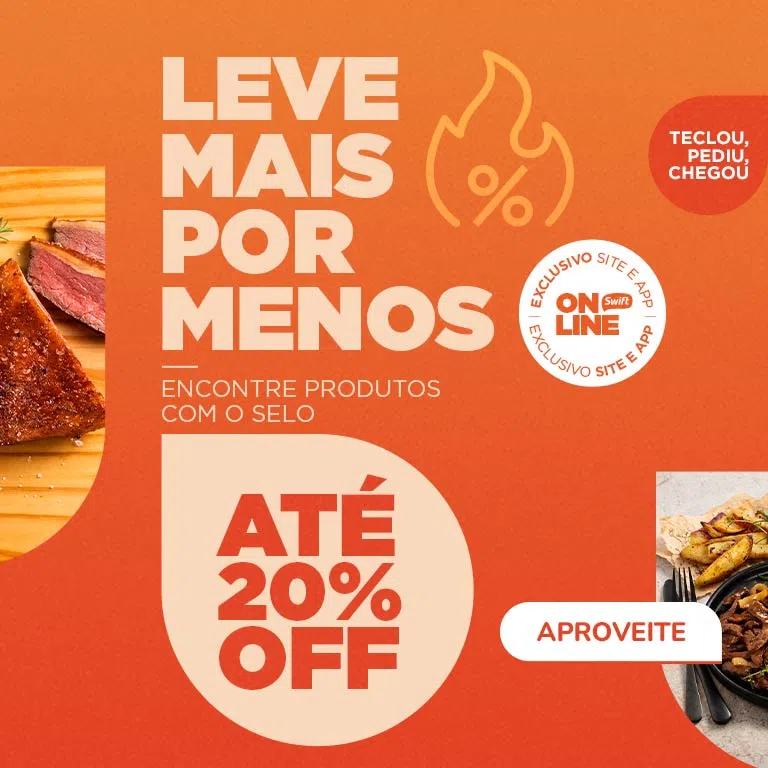 LEVE
MAIS
POR
MENOS
%
TECLOU,
PEDIU,
CHEGOU
EXCLUSIVO SITE E APP
ON Swift
LINE
EXCLUSIVO SITE E APP
ENCONTRE PRODUTOS
COM O SELO
ATÉ
20%
OFF
APROVEITE